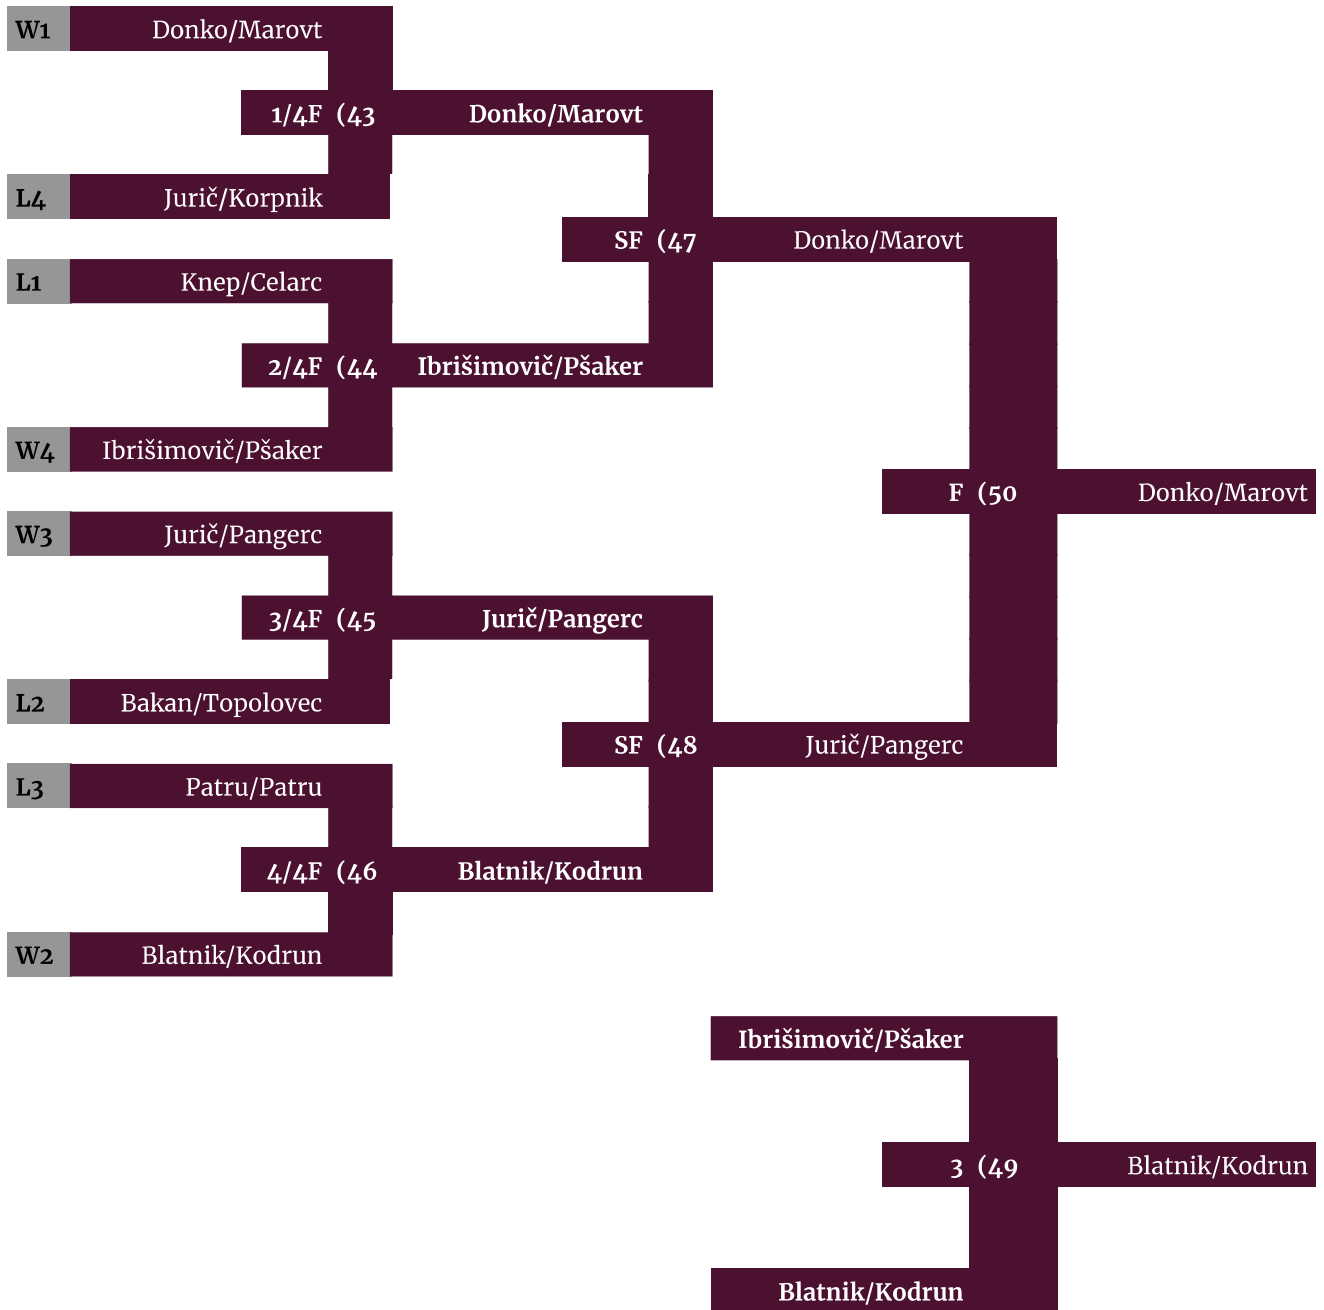 W1 Donko/Marovt
1/4F (43 Donko/Marovt
L4 Jurič/Korpnik
SF (47 Donko/Marovt
L1 Knep/Celarc
2/4F (44 Ibrišimovič/Pšaker
W4 Ibrišimovič/Pšaker
F (50 Donko/Marovt
W3 Jurič/Pangerc
3/4F (45 Jurič/Pangerc
L2 Bakan/Topolovec
SF (48 Jurič/Pangerc
L3 Patru/Patru
4/4F (46 Blatnik/Kodrun
W2 Blatnik/Kodrun
Ibrišimovič/Pšaker
3 (49 Blatnik/Kodrun
Blatnik/Kodrun